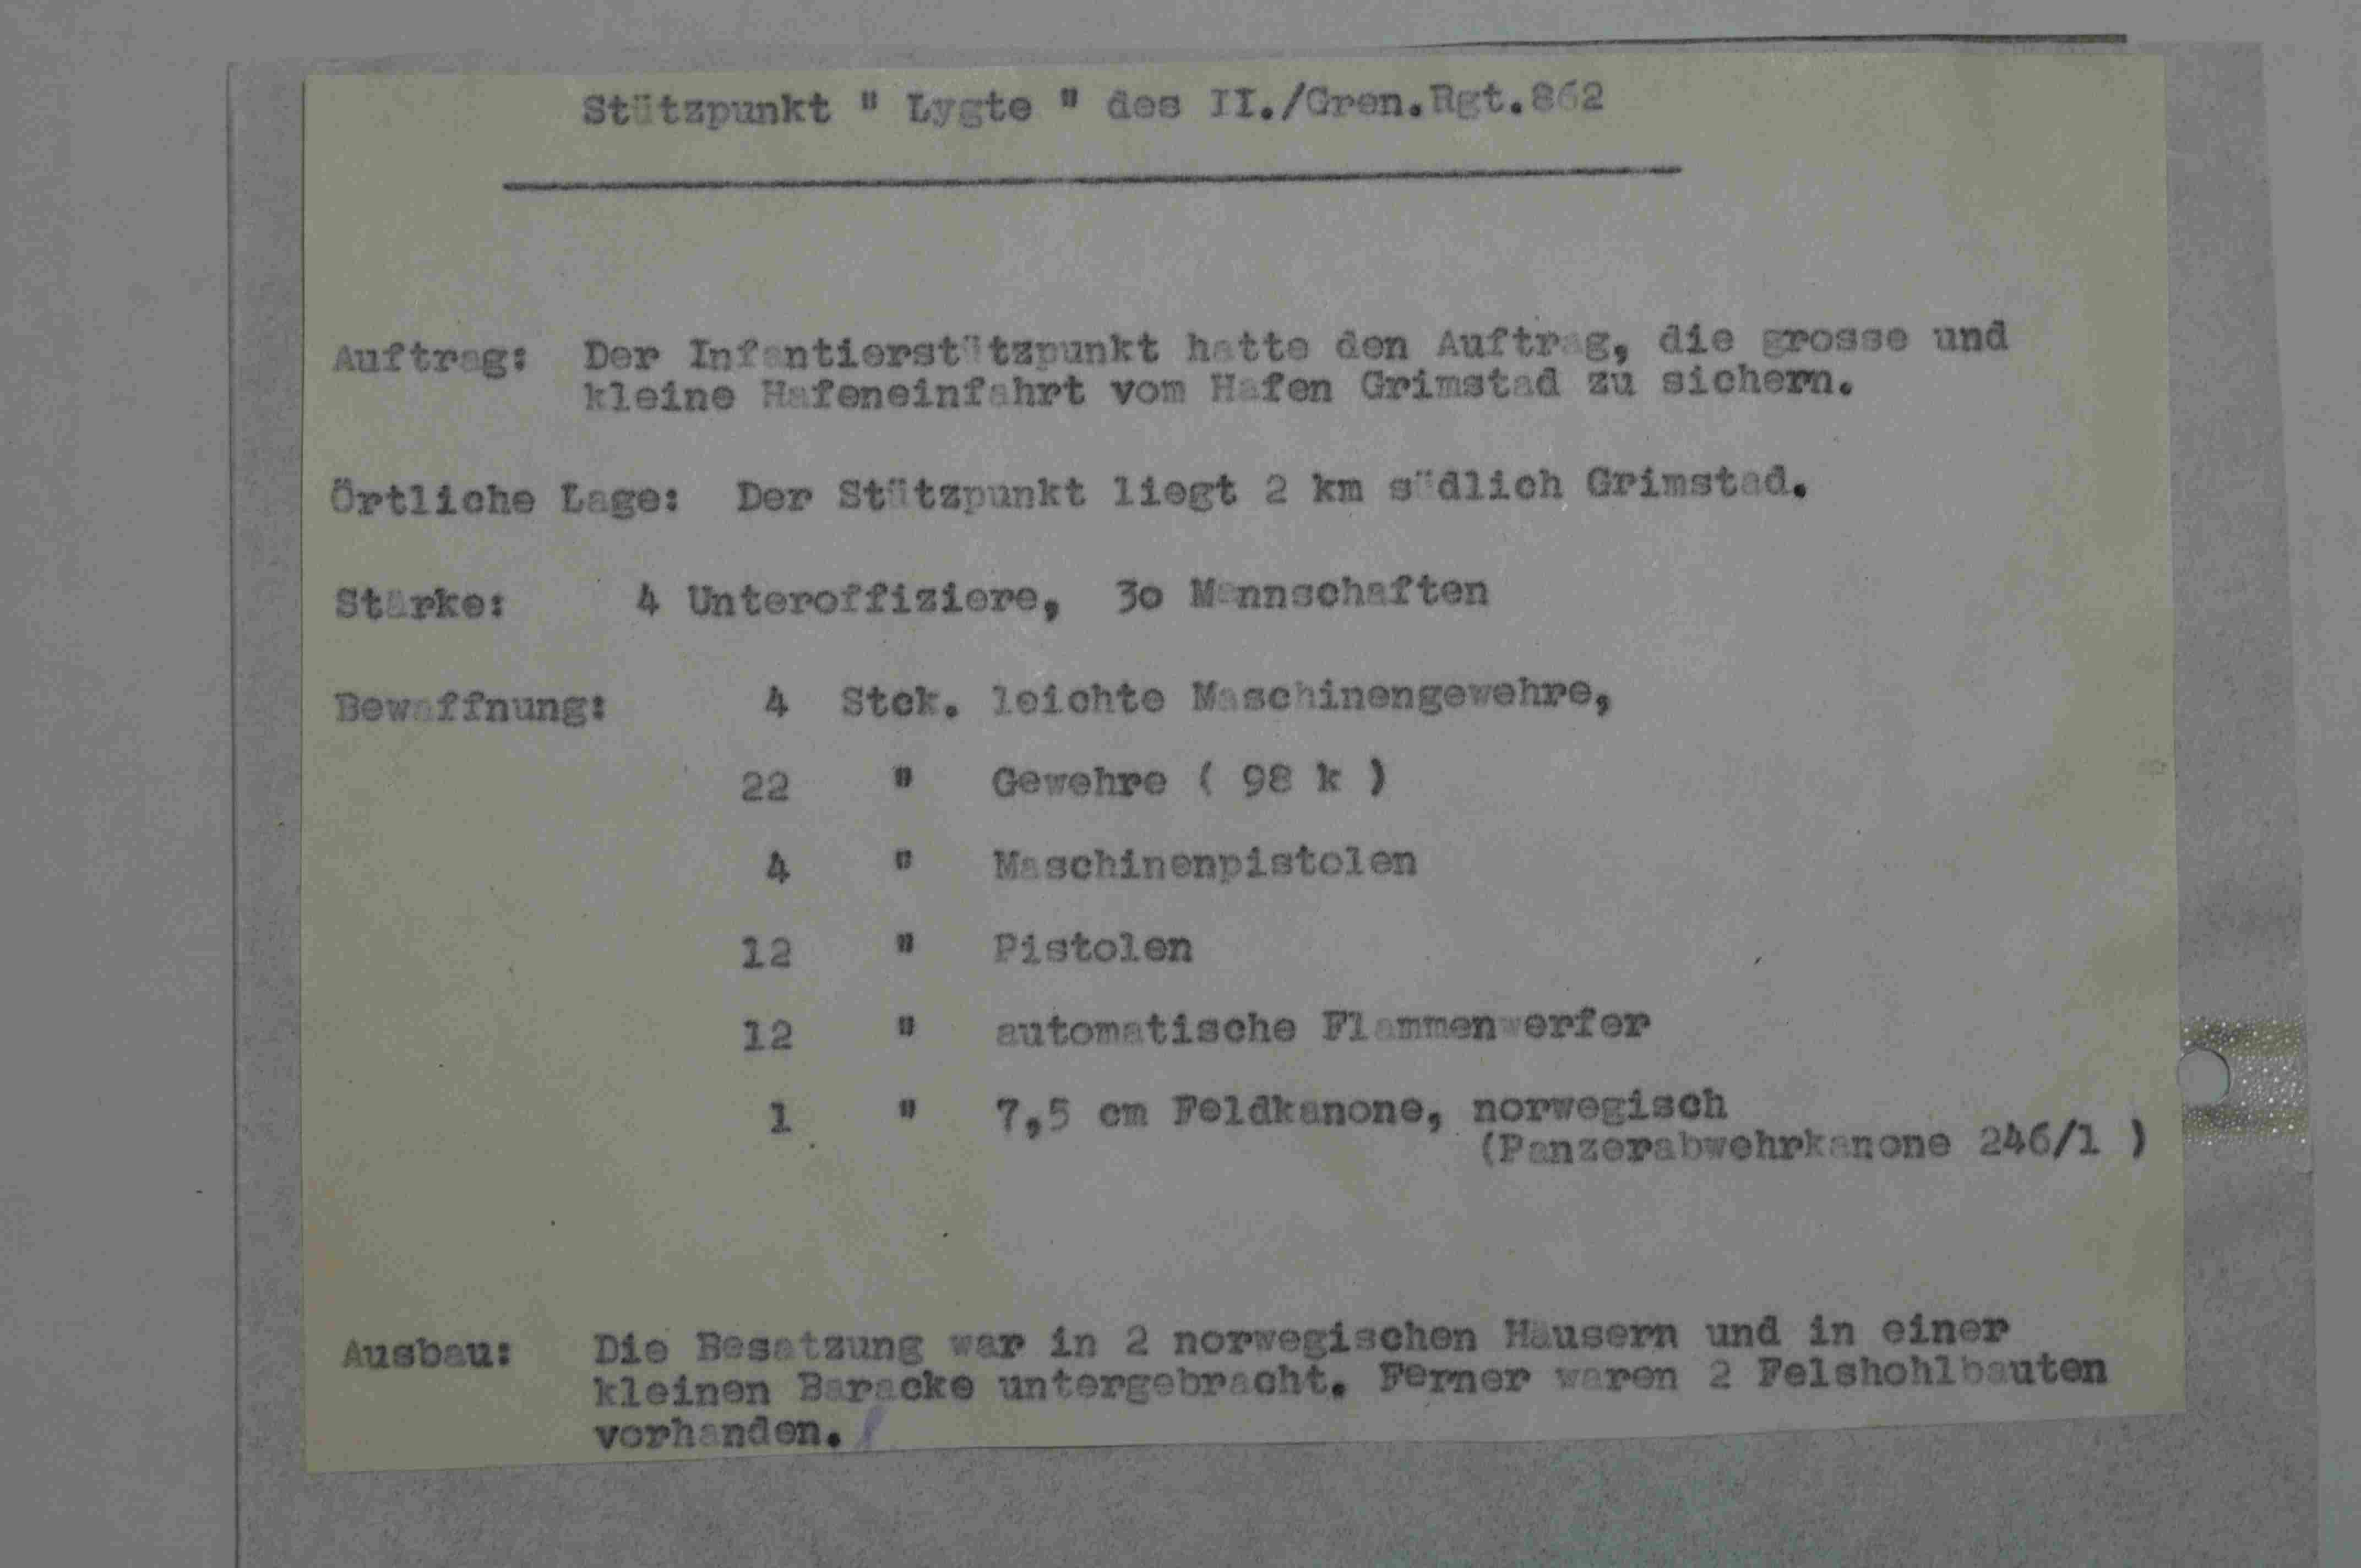 Stützpunkt " Lygte " des II./Gren.Rgt.862
Auftrag: Der Infantierstützpunkt hatte den Auftrag, die grosse und
kleine Hafeneinfahrt vom Hafen Grimstad zu sichern.
Örtliche Lage: Der Stützpunkt liegt 2 km südlich Grimstad.
Stärke: 4 Unteroffiziere, 3o Mannschaften
Bewaffnung: 4 Stck. leichte Maschinengewehre,
22 " Gewehre ( 98 k )
4 " Maschinenpistolen
12 " Pistolen
12 " automatische Flammenwerfer
1 " 7,5 cm Feldkanone, norwegisch
(Panzerabwehrkanone 246/1 )
Ausbau: Die Besatzung war in 2 norwegischen Häusern und in einer
kleinen Baracke untergebracht. Ferner waren 2 Felshohlbauten
vorhanden.